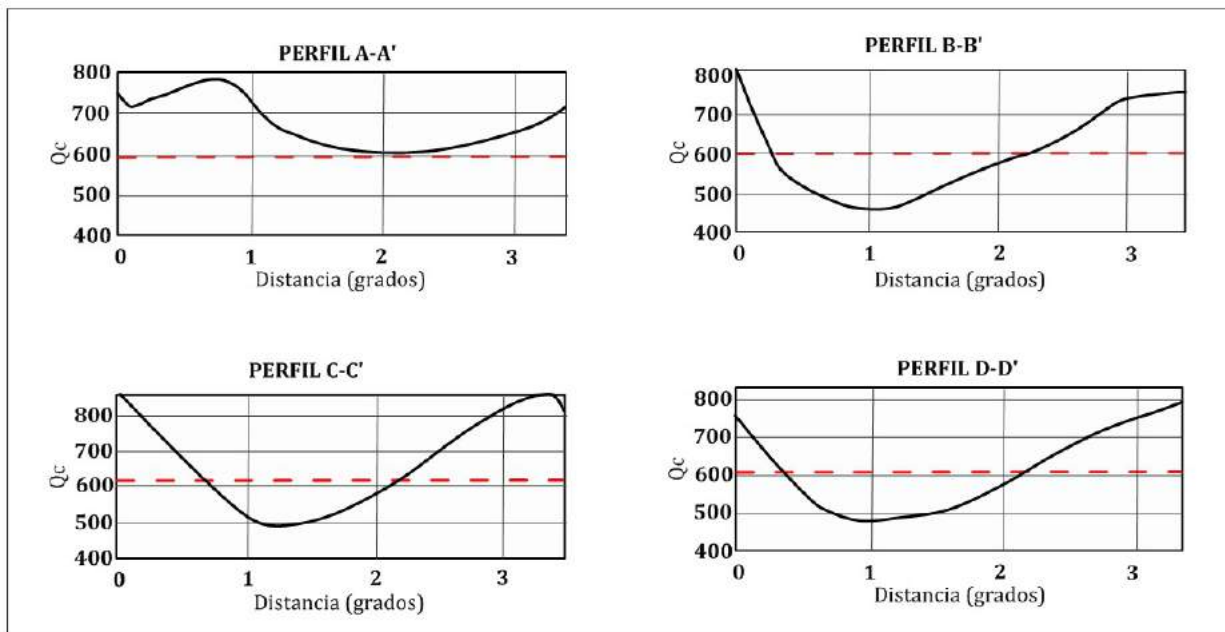 PERFIL A-A'
800
700
600
500
400
Qc
0 1 2 3
Distancia (grados)
PERFIL B-B'
800
700
600
500
400
Qc
0 1 2 3
Distancia (grados)
PERFIL C-C'
800
700
600
500
400
Qc
0 1 2 3
Distancia (grados)
PERFIL D-D'
800
700
600
500
400
Qc
0 1 2 3
Distancia (grados)